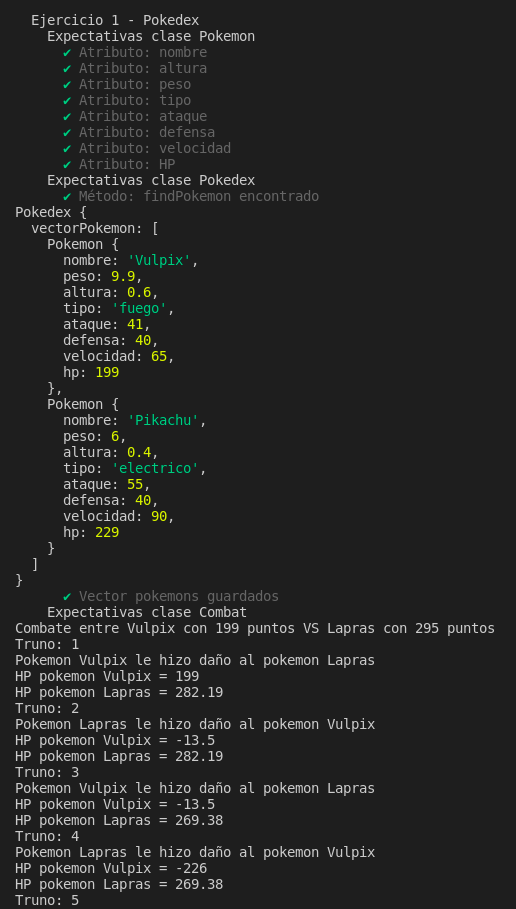 Ejercicio 1 - Pokedex
Expectativas clase Pokemon
✔ Atributo: nombre
✔ Atributo: altura
✔ Atributo: peso
✔ Atributo: tipo
✔ Atributo: ataque
✔ Atributo: defensa
✔ Atributo: velocidad
✔ Atributo: HP
Expectativas clase Pokedex
✔ Método: findPokemon encontrado
Pokedex {
vectorPokemon: [
Pokemon {
nombre: 'Vulpix',
peso: 9.9,
altura: 0.6,
tipo: 'fuego',
ataque: 41,
defensa: 40,
velocidad: 65,
hp: 199
},
Pokemon {
nombre: 'Pikachu',
peso: 6,
altura: 0.4,
tipo: 'electrico',
ataque: 55,
defensa: 40,
velocidad: 90,
hp: 229
}
]
}
✔ Vector pokemons guardados
Expectativas clase Combat
Combate entre Vulpix con 199 puntos VS Lapras con 295 puntos
Truno: 1
Pokemon Vulpix le hizo daño al pokemon Lapras
HP pokemon Vulpix = 199
HP pokemon Lapras = 282.19
Truno: 2
Pokemon Lapras le hizo daño al pokemon Vulpix
HP pokemon Vulpix = -13.5
HP pokemon Lapras = 282.19
Truno: 3
Pokemon Vulpix le hizo daño al pokemon Lapras
HP pokemon Vulpix = -13.5
HP pokemon Lapras = 269.38
Truno: 4
Pokemon Lapras le hizo daño al pokemon Vulpix
HP pokemon Vulpix = -226
HP pokemon Lapras = 269.38
Truno: 5